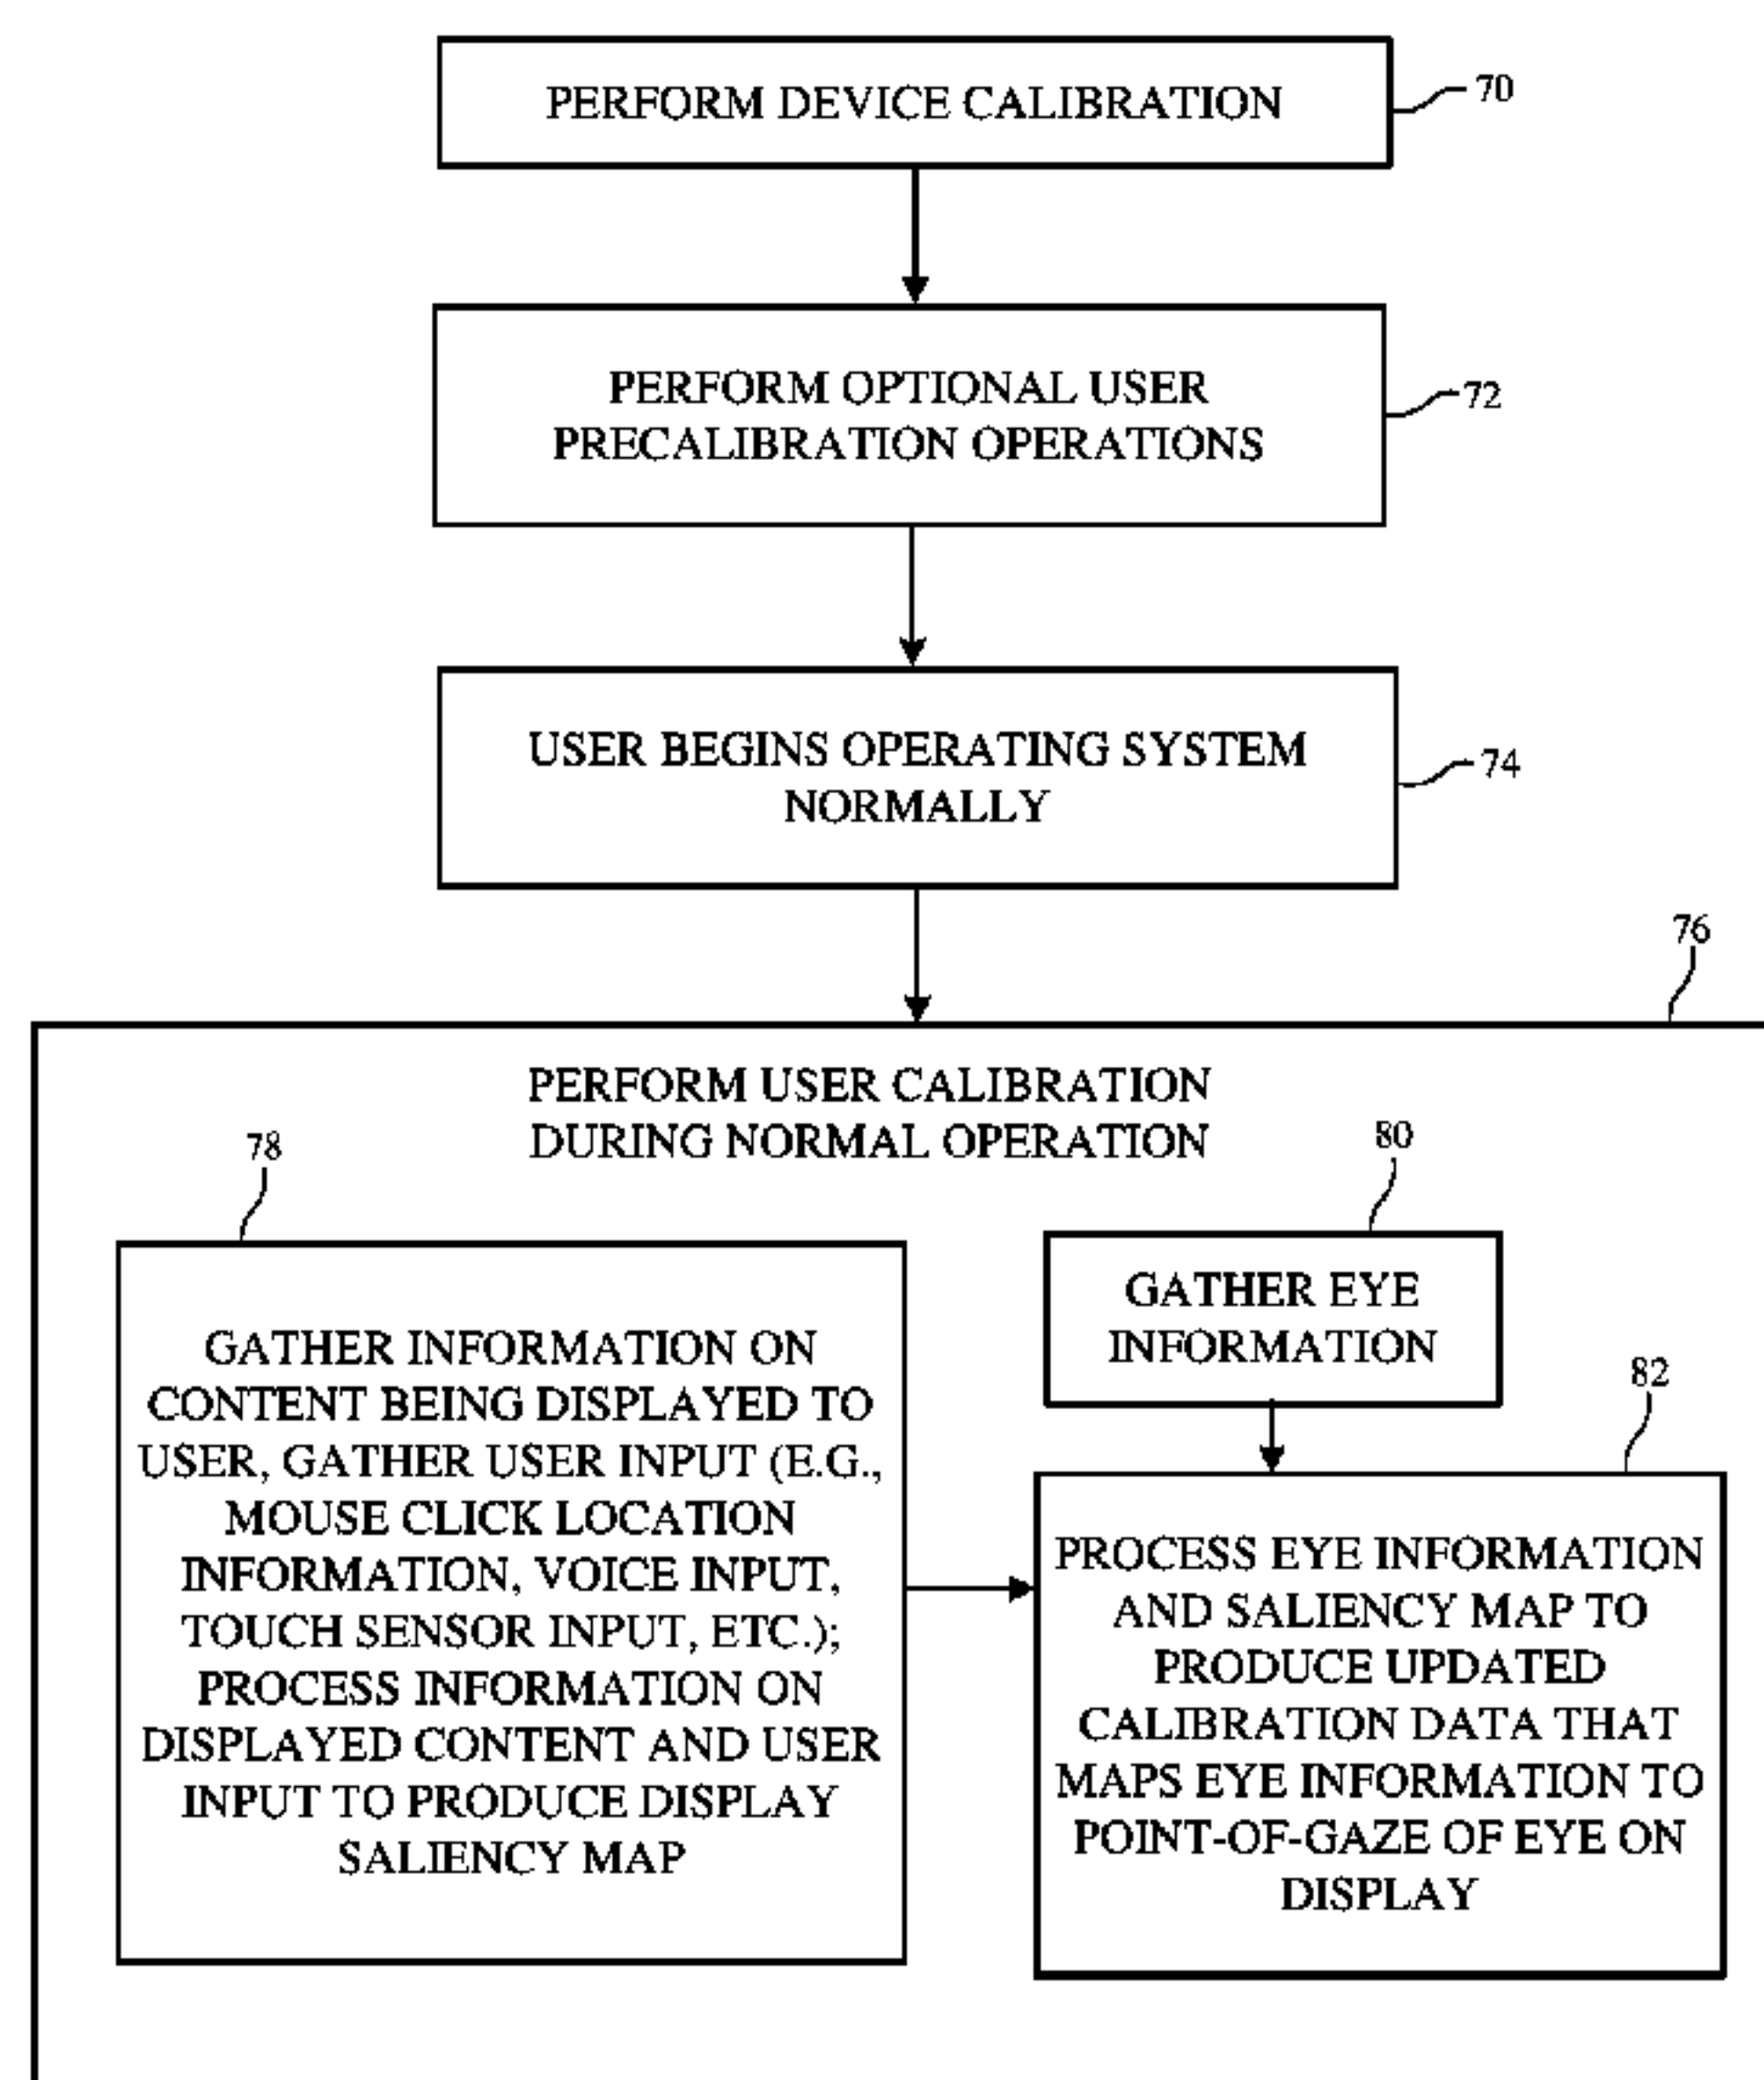 PERFORM DEVICE CALIBRATION
70
PERFORM OPTIONAL USER
PRECALIBRATION OPERATIONS
72
USER BEGINS OPERATING SYSTEM
NORMALLY
74
76
PERFORM USER CALIBRATION
DURING NORMAL OPERATION
78
GATHER INFORMATION ON
CONTENT BEING DISPLAYED TO
USER, GATHER USER INPUT (E.G.,
MOUSE CLICK LOCATION
INFORMATION, VOICE INPUT,
TOUCH SENSOR INPUT, ETC.);
PROCESS INFORMATION ON
DISPLAYED CONTENT AND USER
INPUT TO PRODUCE DISPLAY
SALIENCY MAP
80
GATHER EYE
INFORMATION
82
PROCESS EYE INFORMATION
AND SALIENCY MAP TO
PRODUCE UPDATED
CALIBRATION DATA THAT
MAPS EYE INFORMATION TO
POINT-OF-GAZE OF EYE ON
DISPLAY